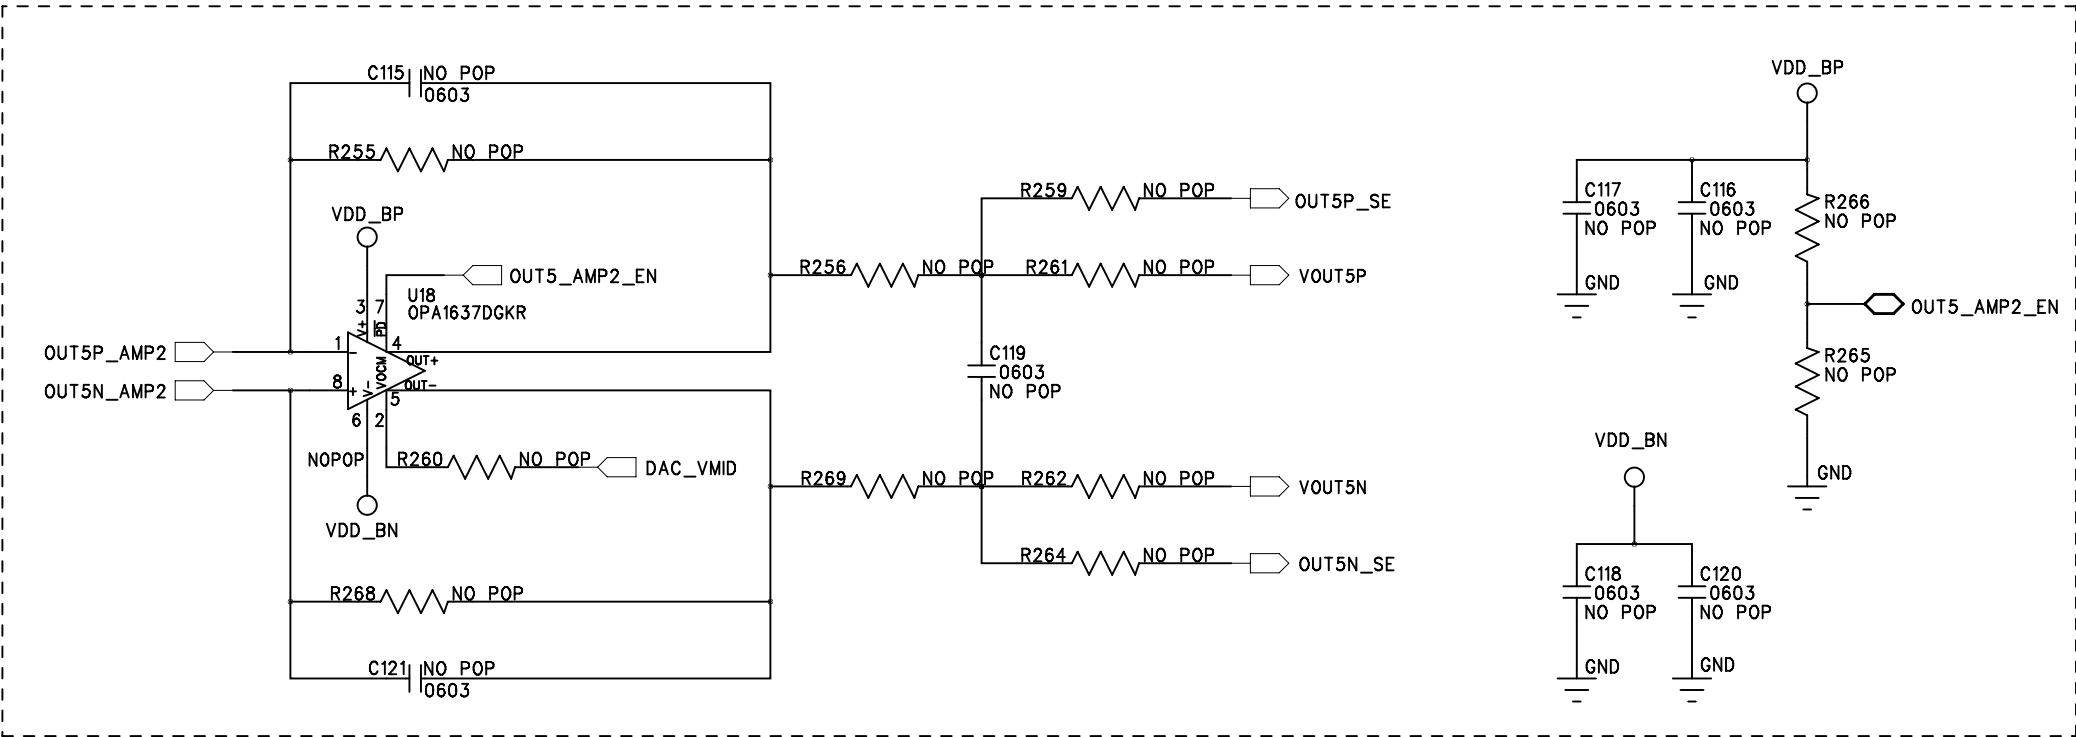 C115 NO POP
0603
R255 NO POP
VDD_BP
OUT5_AMP2_EN
U18
OPA1637DGKR
3 7
V+ PD
OUT5P_AMP2 1 - 4
OUT+
VOCM
OUT5N_AMP2 8 + V- OUT-
5
6 2
NOPOP
R260 NO POP DAC_VMID
VDD_BN
R268 NO POP
C121 NO POP
0603
R259 NO POP OUT5P_SE
R256 NO POP R261 NO POP VOUT5P
C119
0603
NO POP
R269 NO POP R262 NO POP VOUT5N
R264 NO POP OUT5N_SE
VDD_BP
C117
0603
NO POP
GND
C116
0603
NO POP
GND
R266
NO POP
OUT5_AMP2_EN
R265
NO POP
GND
VDD_BN
C118
0603
NO POP
GND
C120
0603
NO POP
GND